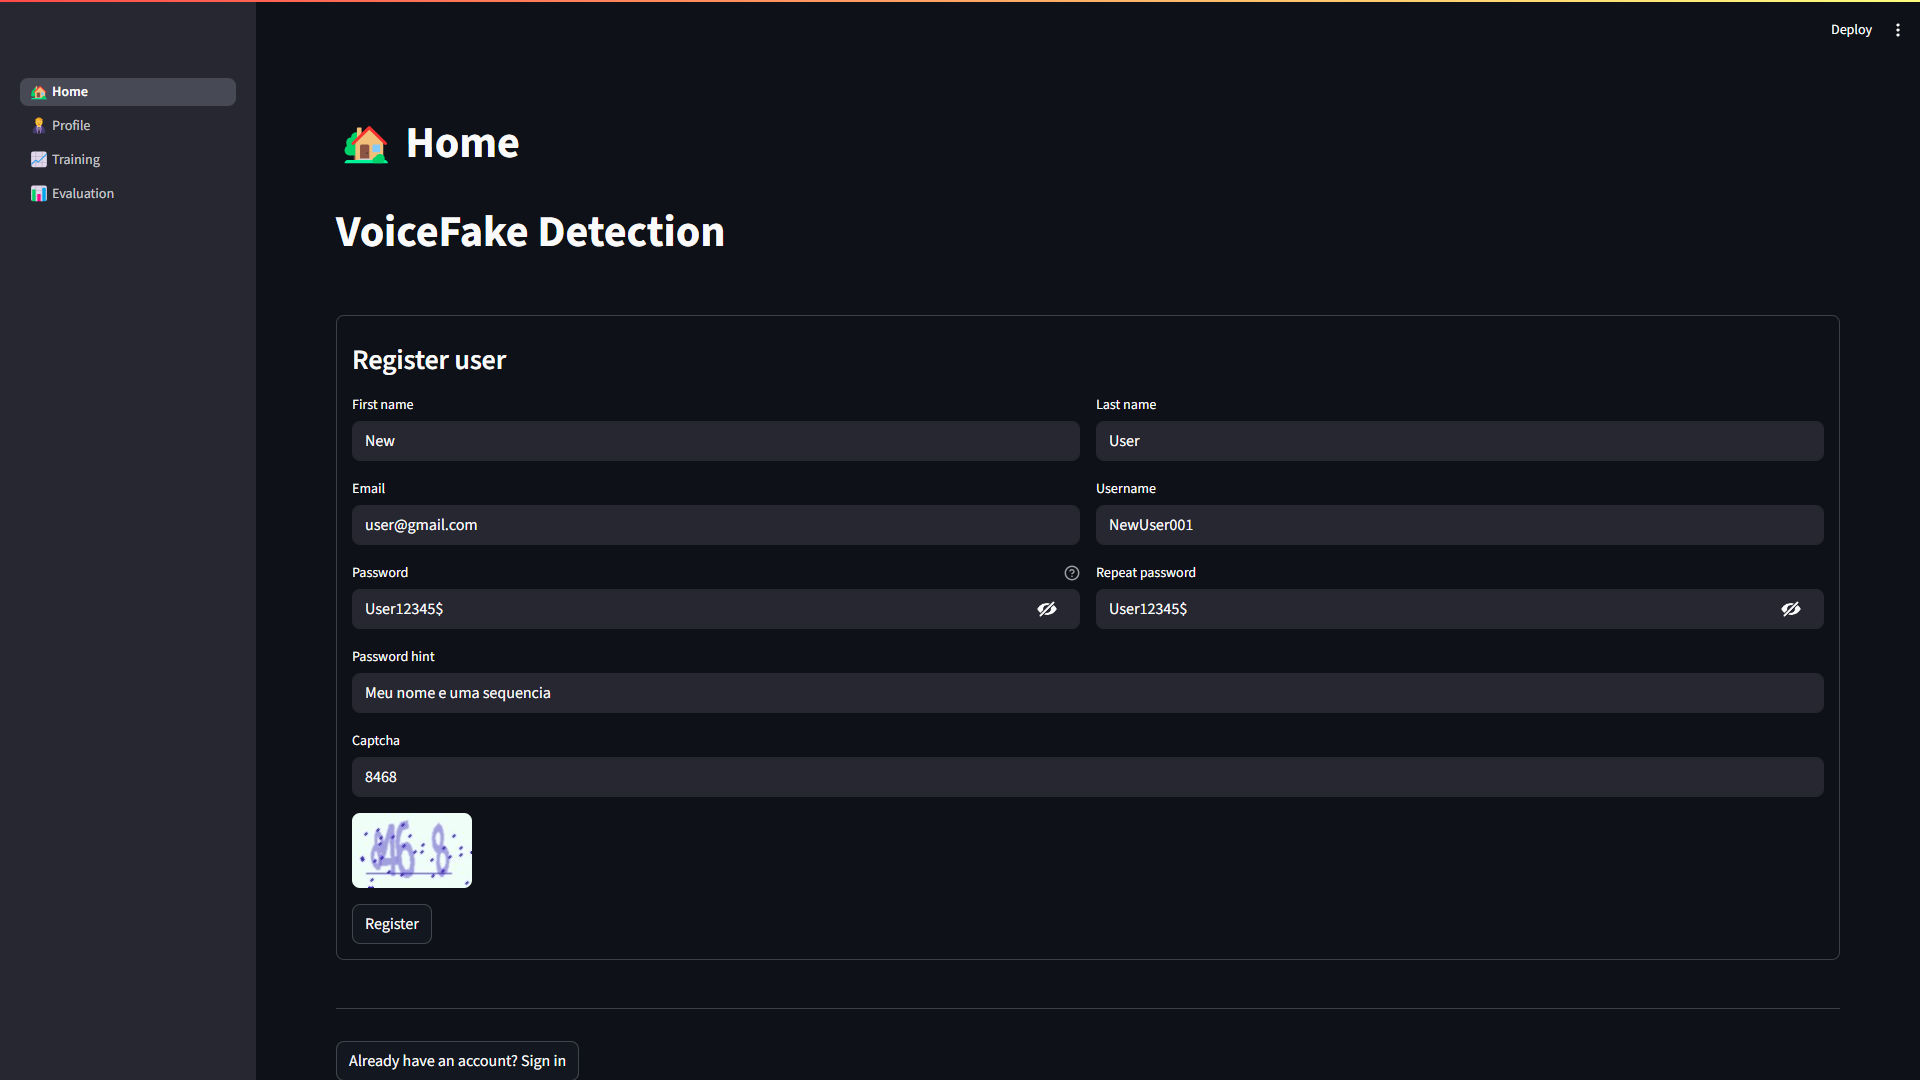 Deploy
Home
Profile
Training
Evaluation
Home
VoiceFake Detection
Register user
First name
Last name
New
User
Email
Username
user@gmail.com
NewUser001
Password
Repeat password
User12345$
User12345$
Password hint
Meu nome e uma sequencia
Captcha
8468
8468
Register
Already have an account? Sign in